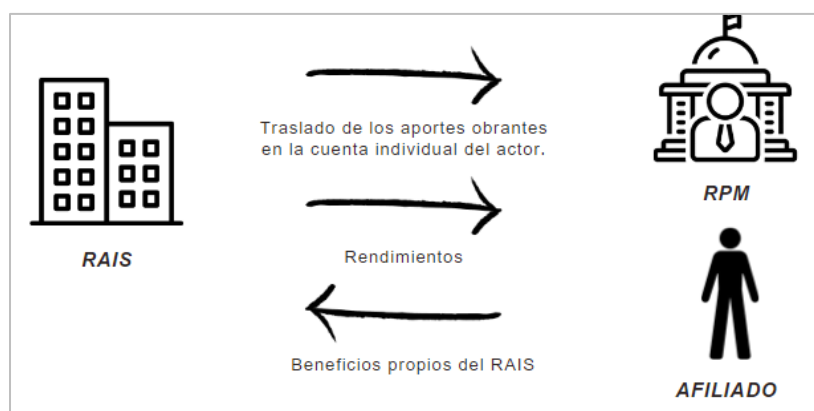 Traslado de los aportes obrantes
en la cuenta individual del actor.
RPM
RAIS
Rendimientos
Beneficios propios del RAIS
AFILIADO